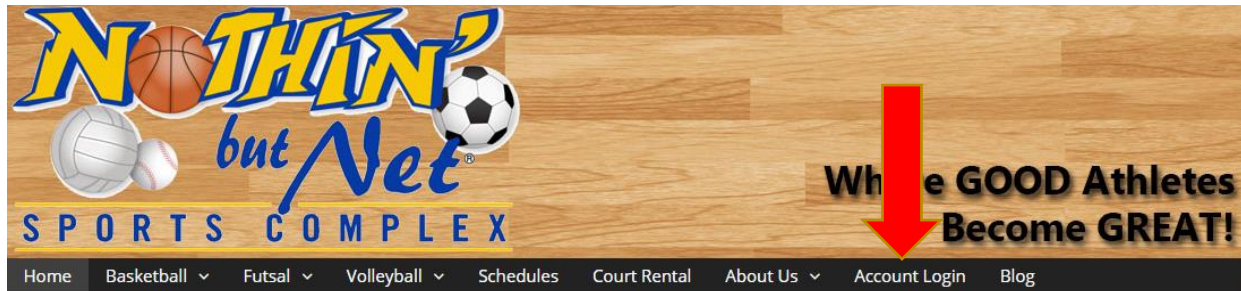 NOTHIN'
but Net®
SPORTS COMPLEX
Where GOOD Athletes
Become GREAT!
Home Basketball Futsal Volleyball Schedules Court Rental About Us Account Login Blog